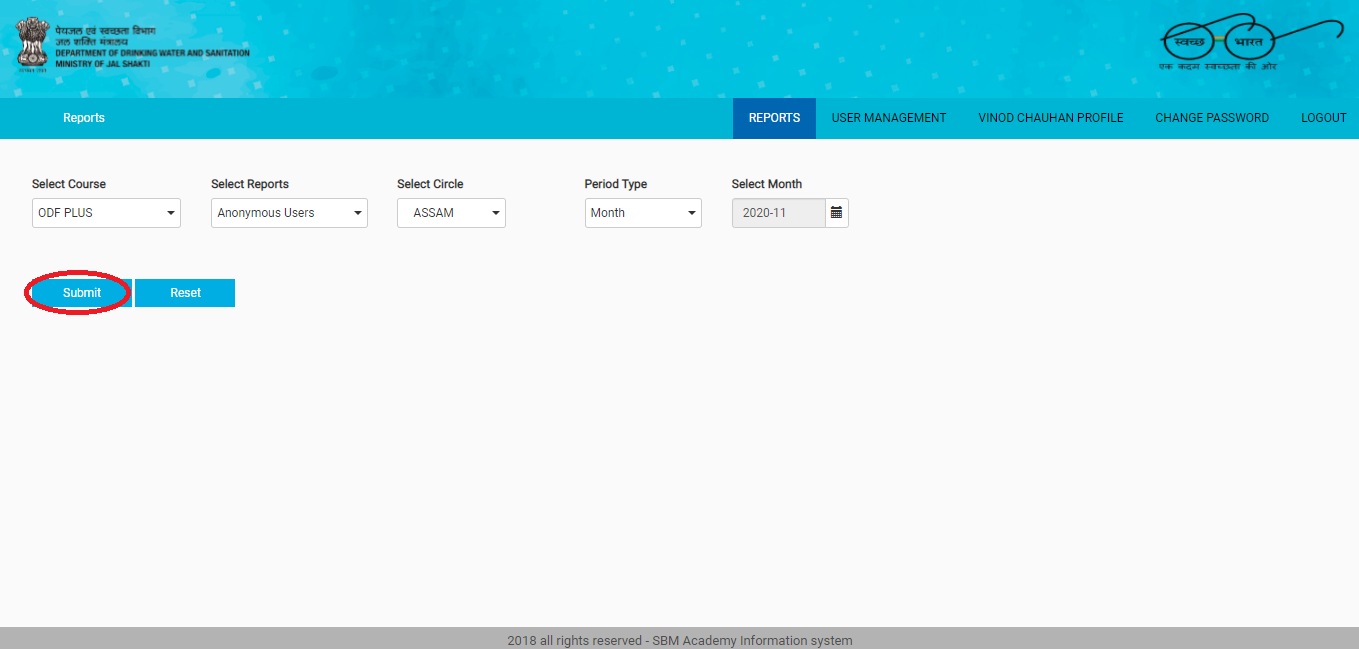 पेयजल एवं स्वच्छता विभाग
जल शक्ति मंत्रालय
DEPARTMENT OF DRINKING WATER AND SANITATION
MINISTRY OF JAL SHAKTI
स्वच्छ भारत
एक कदम स्वच्छता की ओर
Reports
REPORTS USER MANAGEMENT VINOD CHAUHAN PROFILE CHANGE PASSWORD LOGOUT
Select Course Select Reports Select Circle Period Type Select Month
ODF PLUS Anonymous Users ASSAM Month 2020-11
Submit Reset
2018 all rights reserved - SBM Academy Information system